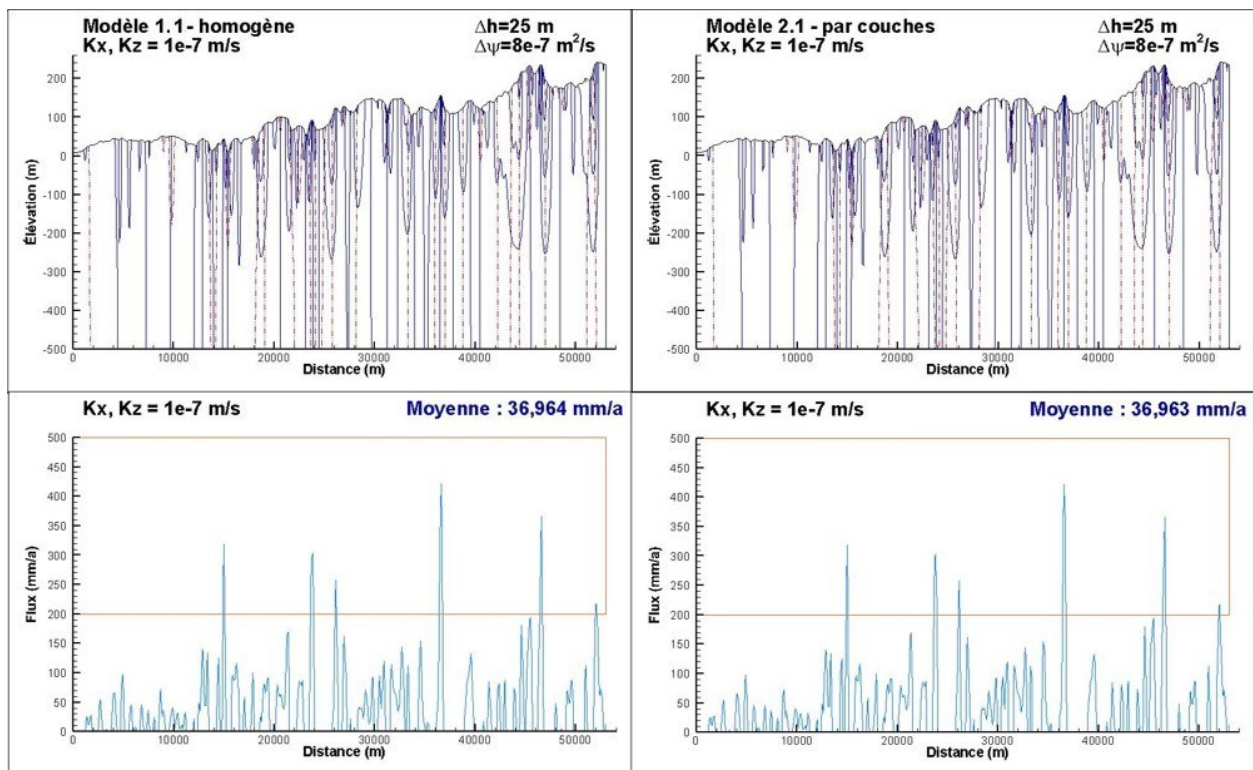 Modèle 1.1 - homogène
Kx, Kz = 1e-7 m/s
Δh=25 m
Δψ=8e-7 m²/s
Élévation (m)
200
100
0
-100
-200
-300
-400
-500
0 10000 20000 30000 40000 50000
Distance (m)
Modèle 2.1 - par couches
Kx, Kz = 1e-7 m/s
Δh=25 m
Δψ=8e-7 m²/s
Élévation (m)
200
100
0
-100
-200
-300
-400
-500
0 10000 20000 30000 40000 50000
Distance (m)
Kx, Kz = 1e-7 m/s
Moyenne : 36,964 mm/a
Flux (mm/a)
500
450
400
350
300
250
200
150
100
50
0
0 10000 20000 30000 40000 50000
Distance (m)
Kx, Kz = 1e-7 m/s
Moyenne : 36,963 mm/a
Flux (mm/a)
500
450
400
350
300
250
200
150
100
50
0
0 10000 20000 30000 40000 50000
Distance (m)